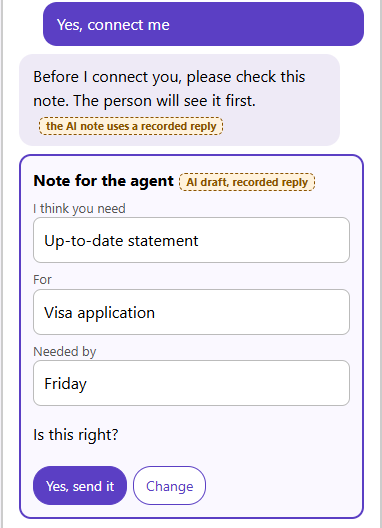 Yes, connect me
Before I connect you, please check this
note. The person will see it first.
the AI note uses a recorded reply
Note for the agent AI draft, recorded reply
I think you need
Up-to-date statement
For
Visa application
Needed by
Friday
Is this right?
Yes, send it Change